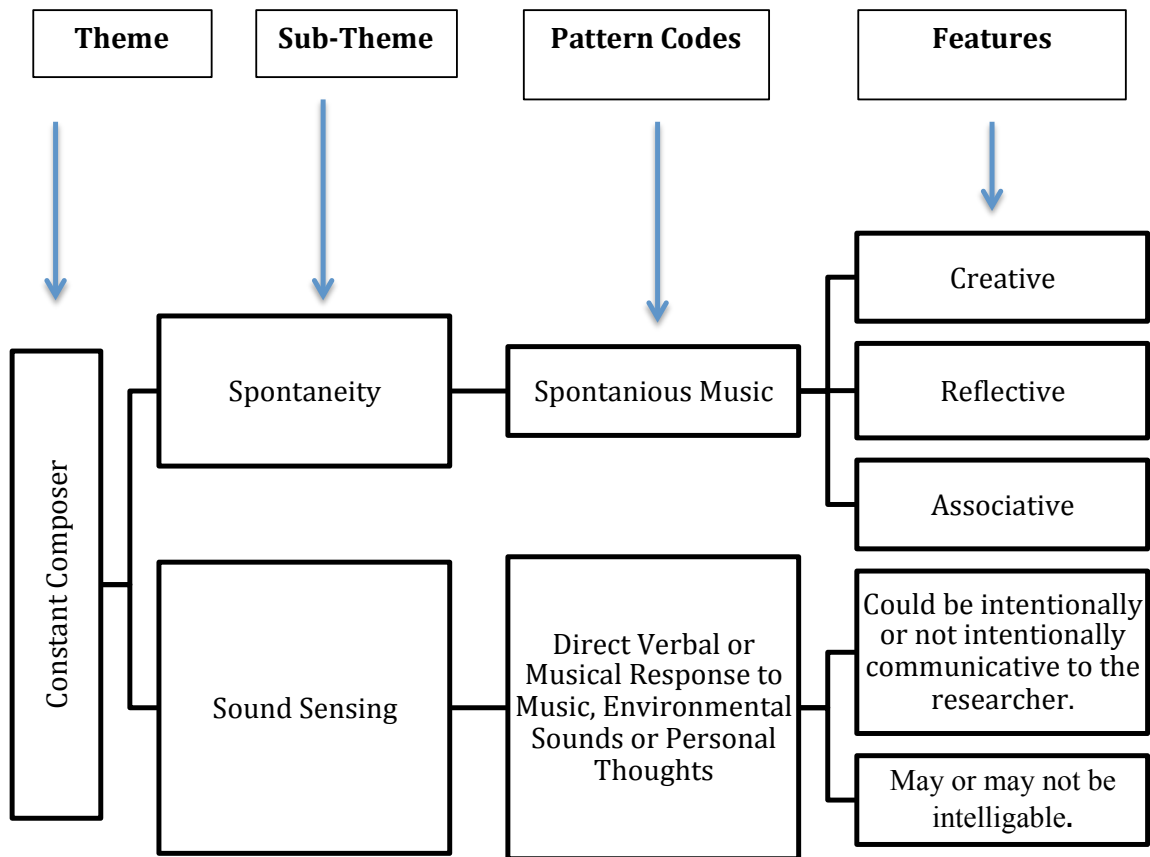 Theme
Sub-Theme
Pattern Codes
Features
Constant Composer
Spontaneity
Spontanious Music
Creative
Reflective
Associative
Sound Sensing
Direct Verbal or
Musical Response to
Music, Environmental
Sounds or Personal
Thoughts
Could be intentionally
or not intentionally
communicative to the
researcher.
May or may not be
intelligable.